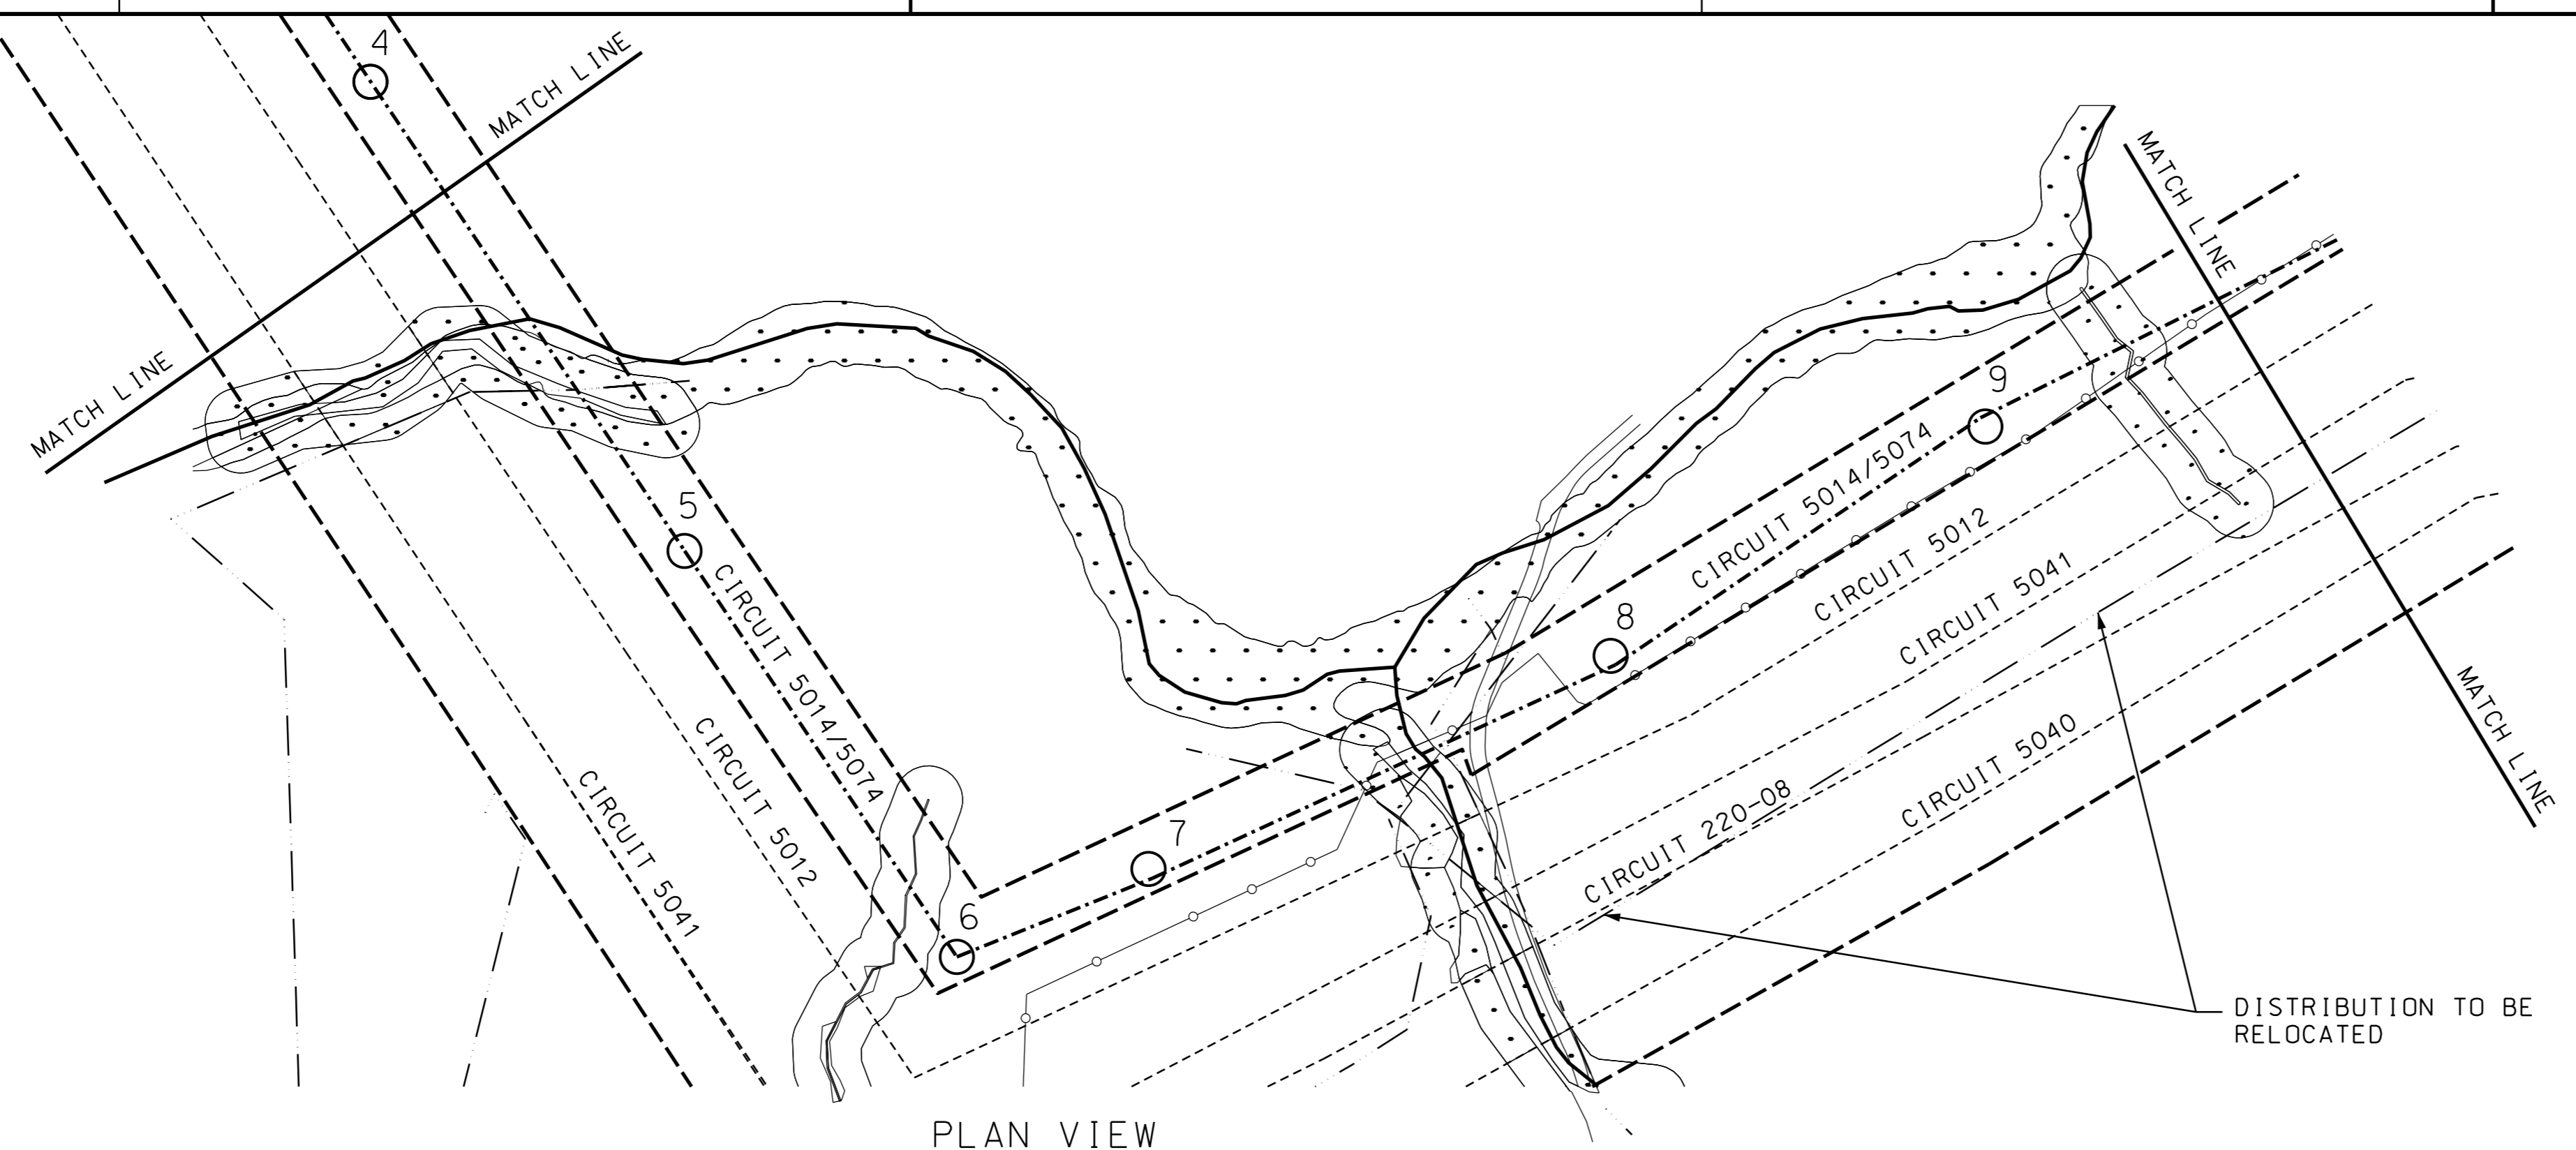 4
MATCH LINE
MATCH LINE
MATCH LINE
9
5
CIRCUIT 5014/5074
CIRCUIT 5012
CIRCUIT 5041
8
CIRCUIT 5014/5074
CIRCUIT 5012
CIRCUIT 5041
MATCH LINE
CIRCUIT 5040
CIRCUIT 220-08
7
6
DISTRIBUTION TO BE
RELOCATED
PLAN VIEW